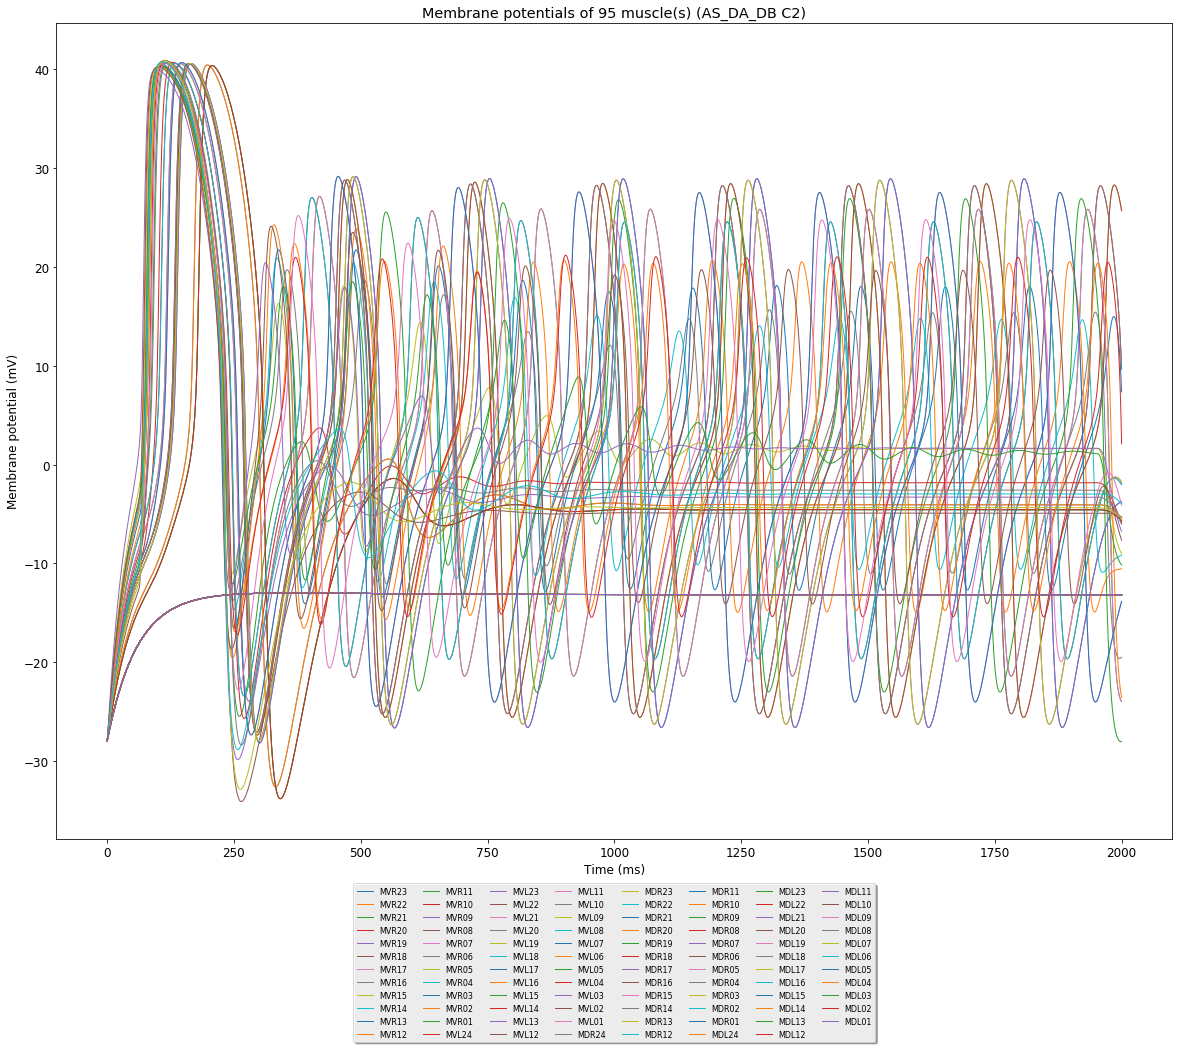 Membrane potentials of 95 muscle(s) (AS_DA_DB C2)
Membrane potential (mV)
40
30
20
10
0
−10
−20
−30
0 250 500 750 1000 1250 1500 1750 2000
Time (ms)
MVR23 MVR11 MVL23 MVL11 MDR23 MDR11 MDL23 MDL11
MVR22 MVR10 MVL22 MVL10 MDR22 MDR10 MDL22 MDL10
MVR21 MVR09 MVL21 MVL09 MDR21 MDR09 MDL21 MDL09
MVR20 MVR08 MVL20 MVL08 MDR20 MDR08 MDL20 MDL08
MVR19 MVR07 MVL19 MVL07 MDR19 MDR07 MDL19 MDL07
MVR18 MVR06 MVL18 MVL06 MDR18 MDR06 MDL18 MDL06
MVR17 MVR05 MVL17 MVL05 MDR17 MDR05 MDL17 MDL05
MVR16 MVR04 MVL16 MVL04 MDR16 MDR04 MDL16 MDL04
MVR15 MVR03 MVL15 MVL03 MDR15 MDR03 MDL15 MDL03
MVR14 MVR02 MVL14 MVL02 MDR14 MDR02 MDL14 MDL02
MVR13 MVR01 MVL13 MVL01 MDR13 MDR01 MDL13 MDL01
MVR12 MVL24 MVL12 MDR24 MDR12 MDL24 MDL12